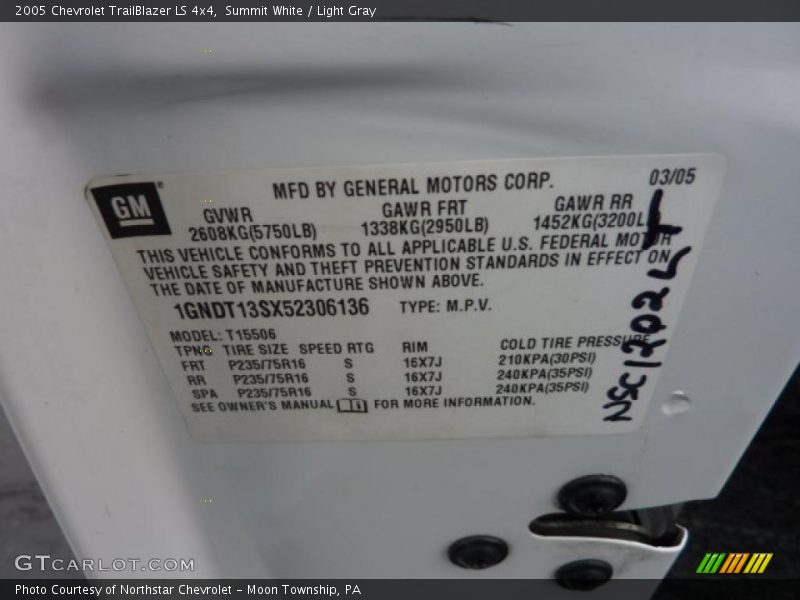 2005 Chevrolet TrailBlazer LS 4x4, Summit White / Light Gray
GM
MFD BY GENERAL MOTORS CORP. 03/05
GVWR GAWR FRT GAWR RR
2608KG(5750LB) 1338KG(2950LB) 1452KG(3200L
THIS VEHICLE CONFORMS TO ALL APPLICABLE U.S. FEDERAL MOTOR
VEHICLE SAFETY AND THEFT PREVENTION STANDARDS IN EFFECT ON
THE DATE OF MANUFACTURE SHOWN ABOVE.
1GNDT13SX52306136 TYPE: M.P.V.
MODEL: T15506
TPNG TIRE SIZE SPEED RTG RIM COLD TIRE PRESSURE
FRT P235/75R16 S 16X7J 210KPA(30PSI)
RR P235/75R16 S 16X7J 240KPA(35PSI)
SPA P235/75R16 S 16X7J 240KPA(35PSI)
SEE OWNER'S MANUAL FOR MORE INFORMATION.
GTCARLOT.COM
Photo Courtesy of Northstar Chevrolet - Moon Township, PA